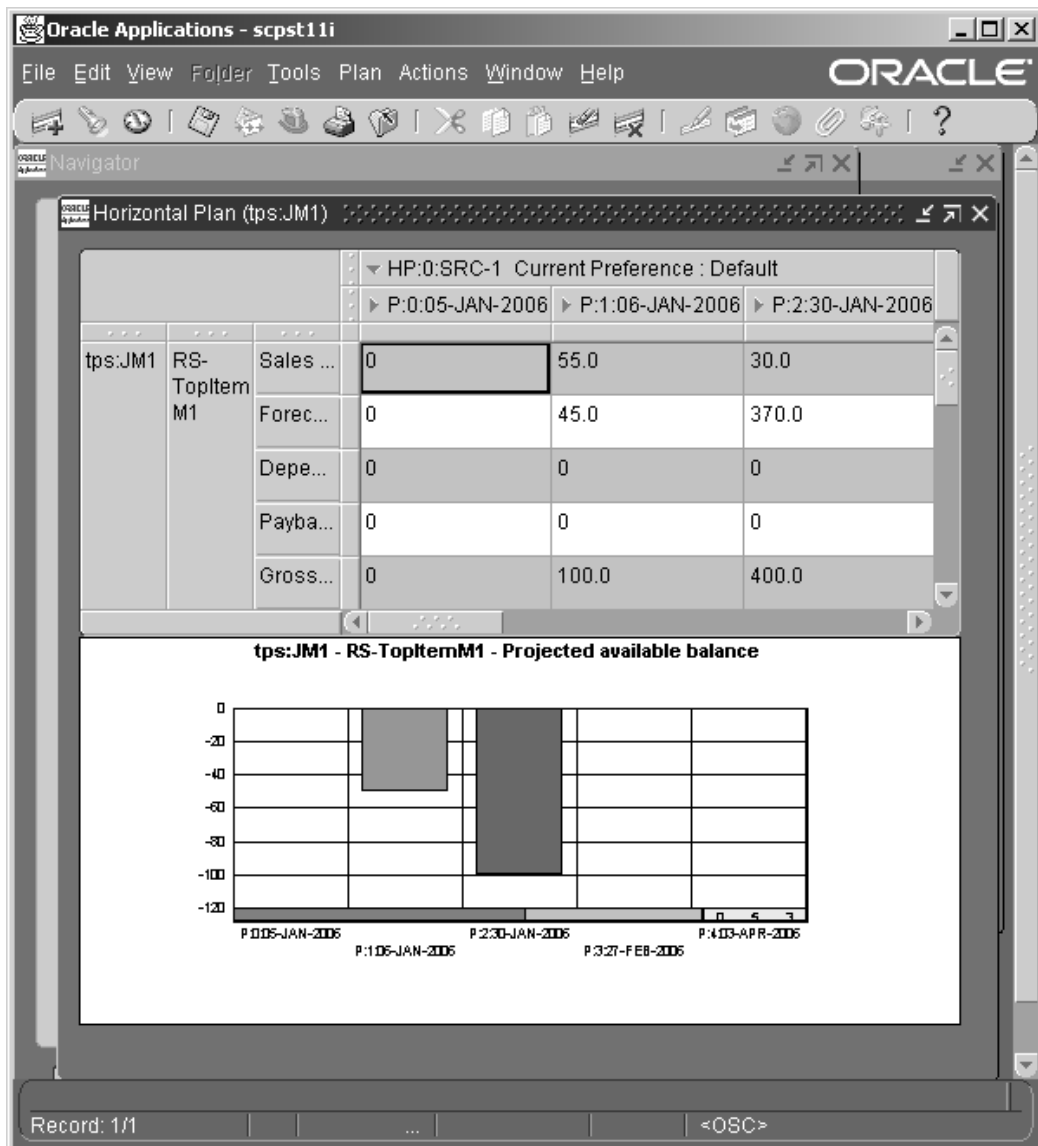 Oracle Applications - scpst11i
File Edit View Folder Tools Plan Actions Window Help ORACLE
Navigator
Horizontal Plan (tps:JM1)
HP:0:SRC-1 Current Preference : Default
P:0:05-JAN-2006 P:1:06-JAN-2006 P:2:30-JAN-2006
tps:JM1 RS-TopItemM1 Sales ... 0 55.0 30.0
Forec... 0 45.0 370.0
Depe... 0 0 0
Payba... 0 0 0
Gross... 0 100.0 400.0
tps:JM1 - RS-TopItemM1 - Projected available balance
0
-20
-40
-60
-80
-100
-120
0 5 3
P:0:05-JAN-2006 P:2:30-JAN-2006 P:4:03-APR-2006
P:1:06-JAN-2006 P:3:27-FEB-2006
Record: 1/1 ... <OSC>